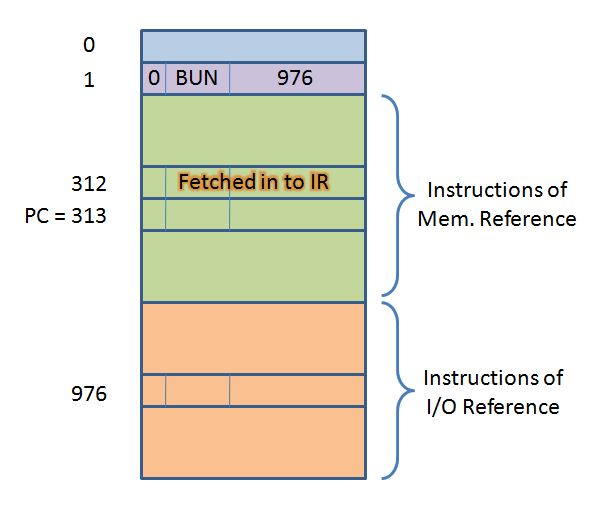 0
1
0 BUN 976
312
Fetched in to IR
PC = 313
Instructions of
Mem. Reference
976
Instructions of
I/O Reference